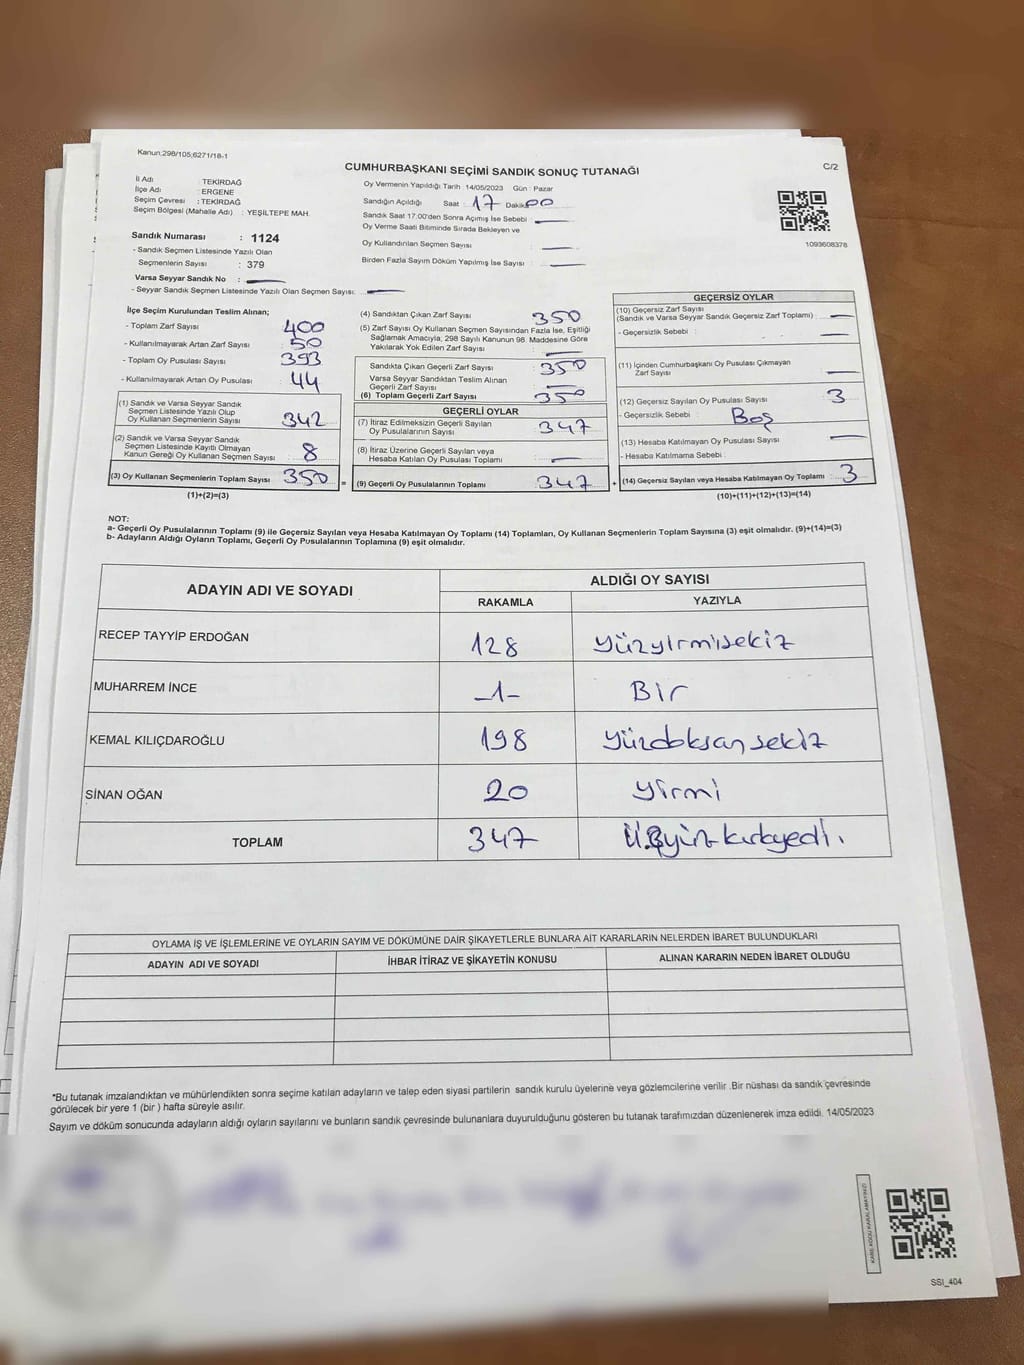 Kanun:298/105;6271/18-1
C/2
CUMHURBAŞKANI SEÇİMİ SANDIK SONUÇ TUTANAĞI
İl Adı : TEKİRDAĞ
İlçe Adı : ERGENE
Seçim Çevresi : TEKİRDAĞ
Seçim Bölgesi (Mahalle Adı) : YEŞİLTEPE MAH.
Sandık Numarası : 1124
- Sandık Seçmen Listesinde Yazılı Olan
Seçmenlerin Sayısı : 379
Varsa Seyyar Sandık No : —
- Seyyar Sandık Seçmen Listesinde Yazılı Olan Seçmen Sayısı: —
Oy Vermenin Yapıldığı Tarih : 14/05/2023 Gün : Pazar
Sandığın Açıldığı Saat : 17 Dakika 00
Sandık Saat 17:00'den Sonra Açımış İse Sebebi : —
Oy Verme Saati Bitiminde Sırada Bekleyen ve
Oy Kullandırılan Seçmen Sayısı : —
Birden Fazla Sayım Döküm Yapılmış İse Sayısı : —
1093608378
İlçe Seçim Kurulundan Teslim Alınan;
- Toplam Zarf Sayısı : 400
- Kullanılmayarak Artan Zarf Sayısı : 50
- Toplam Oy Pusulası Sayısı : 393
- Kullanılmayarak Artan Oy Pusulası : 44
(1) Sandık ve Varsa Seyyar Sandık
Seçmen Listesinde Yazılı Olup
Oy Kullanan Seçmenlerin Sayısı : 342
(2) Sandık ve Varsa Seyyar Sandık
Seçmen Listesinde Kayıtlı Olmayan
Kanun Gereği Oy Kullanan Seçmen Sayısı : 8
(3) Oy Kullanan Seçmenlerin Toplam Sayısı : 350
(1)+(2)=(3)
=
(4) Sandıktan Çıkan Zarf Sayısı : 350
(5) Zarf Sayısı Oy Kullanan Seçmen Sayısından Fazla İse, Eşitliği
Sağlamak Amacıyla, 298 Sayılı Kanunun 98. Maddesine Göre
Yakılarak Yok Edilen Zarf Sayısı : —
Sandıkta Çıkan Geçerli Zarf Sayısı : 350
Varsa Seyyar Sandıktan Teslim Alınan
Geçerli Zarf Sayısı : —
(6) Toplam Geçerli Zarf Sayısı : 350
GEÇERLİ OYLAR
(7) İtiraz Edilmeksizin Geçerli Sayılan
Oy Pusulalarının Sayısı : 347
(8) İtiraz Üzerine Geçerli Sayılan veya
Hesaba Katılan Oy Pusulası Toplamı : —
(9) Geçerli Oy Pusulalarının Toplamı : 347
+
GEÇERSİZ OYLAR
(10) Geçersiz Zarf Sayısı
(Sandık ve Varsa Seyyar Sandık Geçersiz Zarf Toplamı) : —
- Geçersizlik Sebebi : —
(11) İçinden Cumhurbaşkanı Oy Pusulası Çıkmayan
Zarf Sayısı : —
(12) Geçersiz Sayılan Oy Pusulası Sayısı : 3
- Geçersizlik Sebebi : Boş
(13) Hesaba Katılmayan Oy Pusulası Sayısı : —
- Hesaba Katılmama Sebebi :
(14) Geçersiz Sayılan veya Hesaba Katılmayan Oy Toplamı : 3
(10)+(11)+(12)+(13)=(14)
NOT:
a- Geçerli Oy Pusulalarının Toplamı (9) ile Geçersiz Sayılan veya Hesaba Katılmayan Oy Toplamı (14) Toplamları, Oy Kullanan Seçmenlerin Toplam Sayısına (3) eşit olmalıdır. (9)+(14)=(3)
b- Adayların Aldığı Oyların Toplamı, Geçerli Oy Pusulalarının Toplamına (9) eşit olmalıdır.
ADAYIN ADI VE SOYADI
ALDIĞI OY SAYISI
RAKAMLA YAZIYLA
RECEP TAYYİP ERDOĞAN 128 yüzyirmisekiz
MUHARREM İNCE -1- Bir
KEMAL KILIÇDAROĞLU 198 yüzdoksansekiz
SİNAN OĞAN 20 yirmi
TOPLAM 347 Üçyüzkırkyedi.
OYLAMA İŞ VE İŞLEMLERİNE VE OYLARIN SAYIM VE DÖKÜMÜNE DAİR ŞİKAYETLERLE BUNLARA AİT KARARLARIN NELERDEN İBARET BULUNDUKLARI
ADAYIN ADI VE SOYADI İHBAR İTİRAZ VE ŞİKAYETİN KONUSU ALINAN KARARIN NEDEN İBARET OLDUĞU
*Bu tutanak imzalandıktan ve mühürlendikten sonra seçime katılan adayların ve talep eden siyasi partilerin sandık kurulu üyelerine veya gözlemcilerine verilir .Bir nüshası da sandık çevresinde
görülecek bir yere 1 (bir ) hafta süreyle asılır.
Sayım ve döküm sonucunda adayların aldığı oyların sayılarını ve bunların sandık çevresinde bulunanlara duyurulduğunu gösteren bu tutanak tarafımızdan düzenlenerek imza edildi. 14/05/2023
KARE KODU KARALAMAYINIZ!
SSI_404